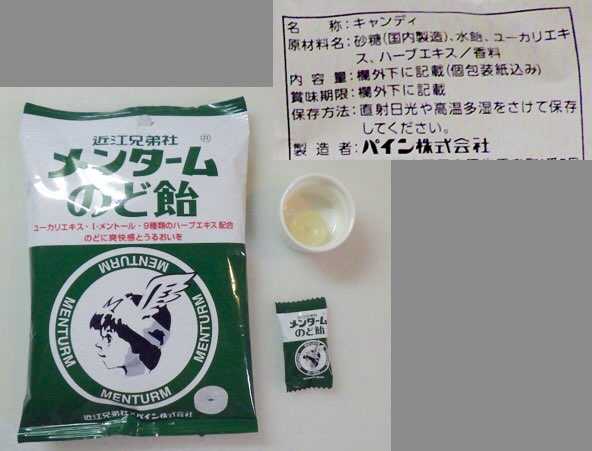 近江兄弟社 ®
メンターム
のど飴
ユーカリエキス・l-メントール・9種類のハーブエキス配合
のどに爽快感とうるおいを
MENTURM
MENTURM
MENTURM
MENTURM
近江兄弟社×パイン株式会社
メンターム
のど飴
名 称:キャンディ
原材料名:砂糖(国内製造)、水飴、ユーカリエキ
ス、ハーブエキス/香料
内 容 量:欄外下に記載(個包装紙込み)
賞味期限:欄外下に記載
保存方法:直射日光や高温多湿をさけて保存
してください。
製 造 者:パイン株式会社